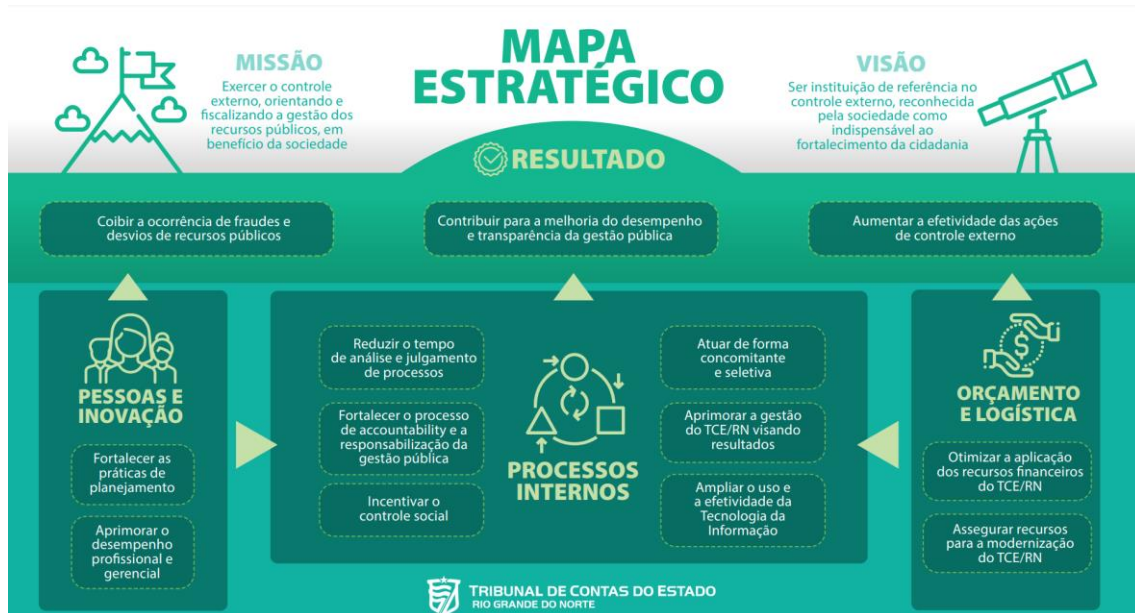 MAPA
ESTRATÉGICO
MISSÃO
Exercer o controle
externo, orientando e
fiscalizando a gestão dos
recursos públicos, em
benefício da sociedade
VISÃO
Ser instituição de referência no
controle externo, reconhecida
pela sociedade como
indispensável ao
fortalecimento da cidadania
RESULTADO
Coibir a ocorrência de fraudes e
desvios de recursos públicos
Contribuir para a melhoria do desempenho
e transparência da gestão pública
Aumentar a efetividade das ações
de controle externo
PESSOAS E
INOVAÇÃO
Fortalecer as
práticas de
planejamento
Aprimorar o
desempenho
profissional e
gerencial
Reduzir o tempo
de análise e julgamento
de processos
Fortalecer o processo
de accountability e a
responsabilização da
gestão pública
Incentivar o
controle social
PROCESSOS
INTERNOS
Atuar de forma
concomitante
e seletiva
Aprimorar a gestão
do TCE/RN visando
resultados
Ampliar o uso e
a efetividade da
Tecnologia da
Informação
$
ORÇAMENTO
E LOGÍSTICA
Otimizar a aplicação
dos recursos financeiros
do TCE/RN
Assegurar recursos
para a modernização
do TCE/RN
TRIBUNAL DE CONTAS DO ESTADO
RIO GRANDE DO NORTE